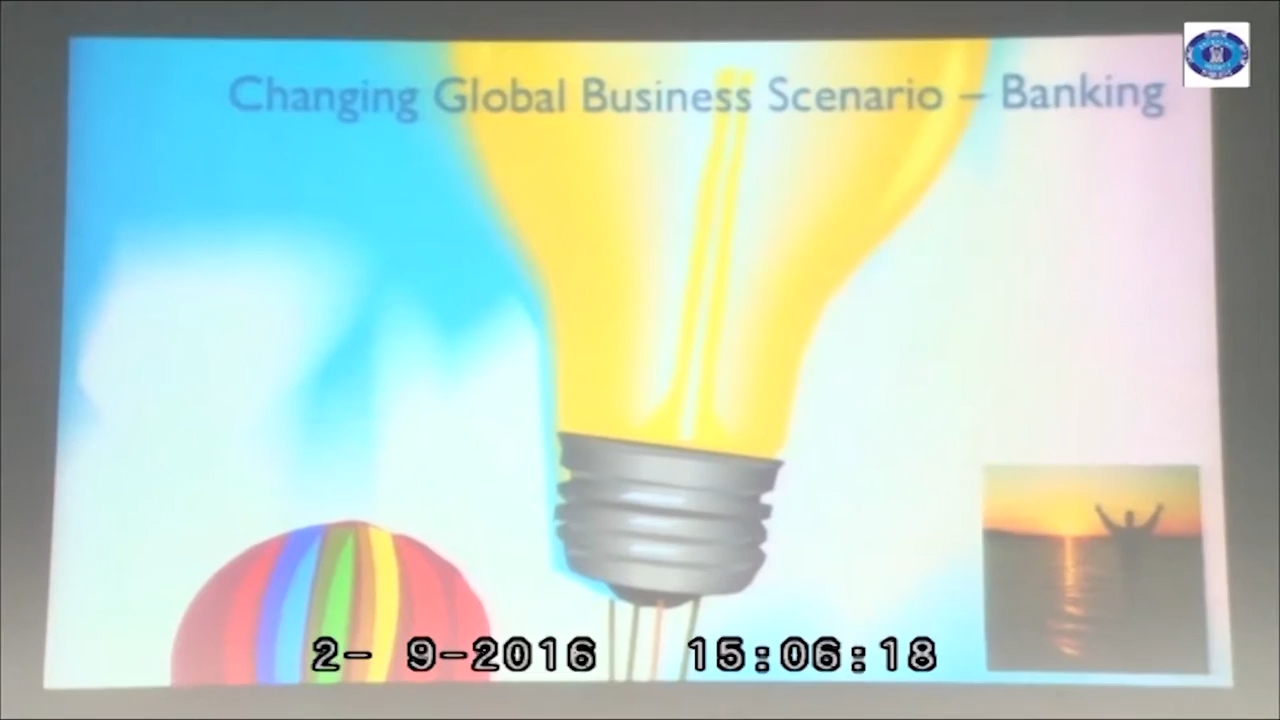 Changing Global Business Scenario – Banking
2- 9-2016 15:06:18